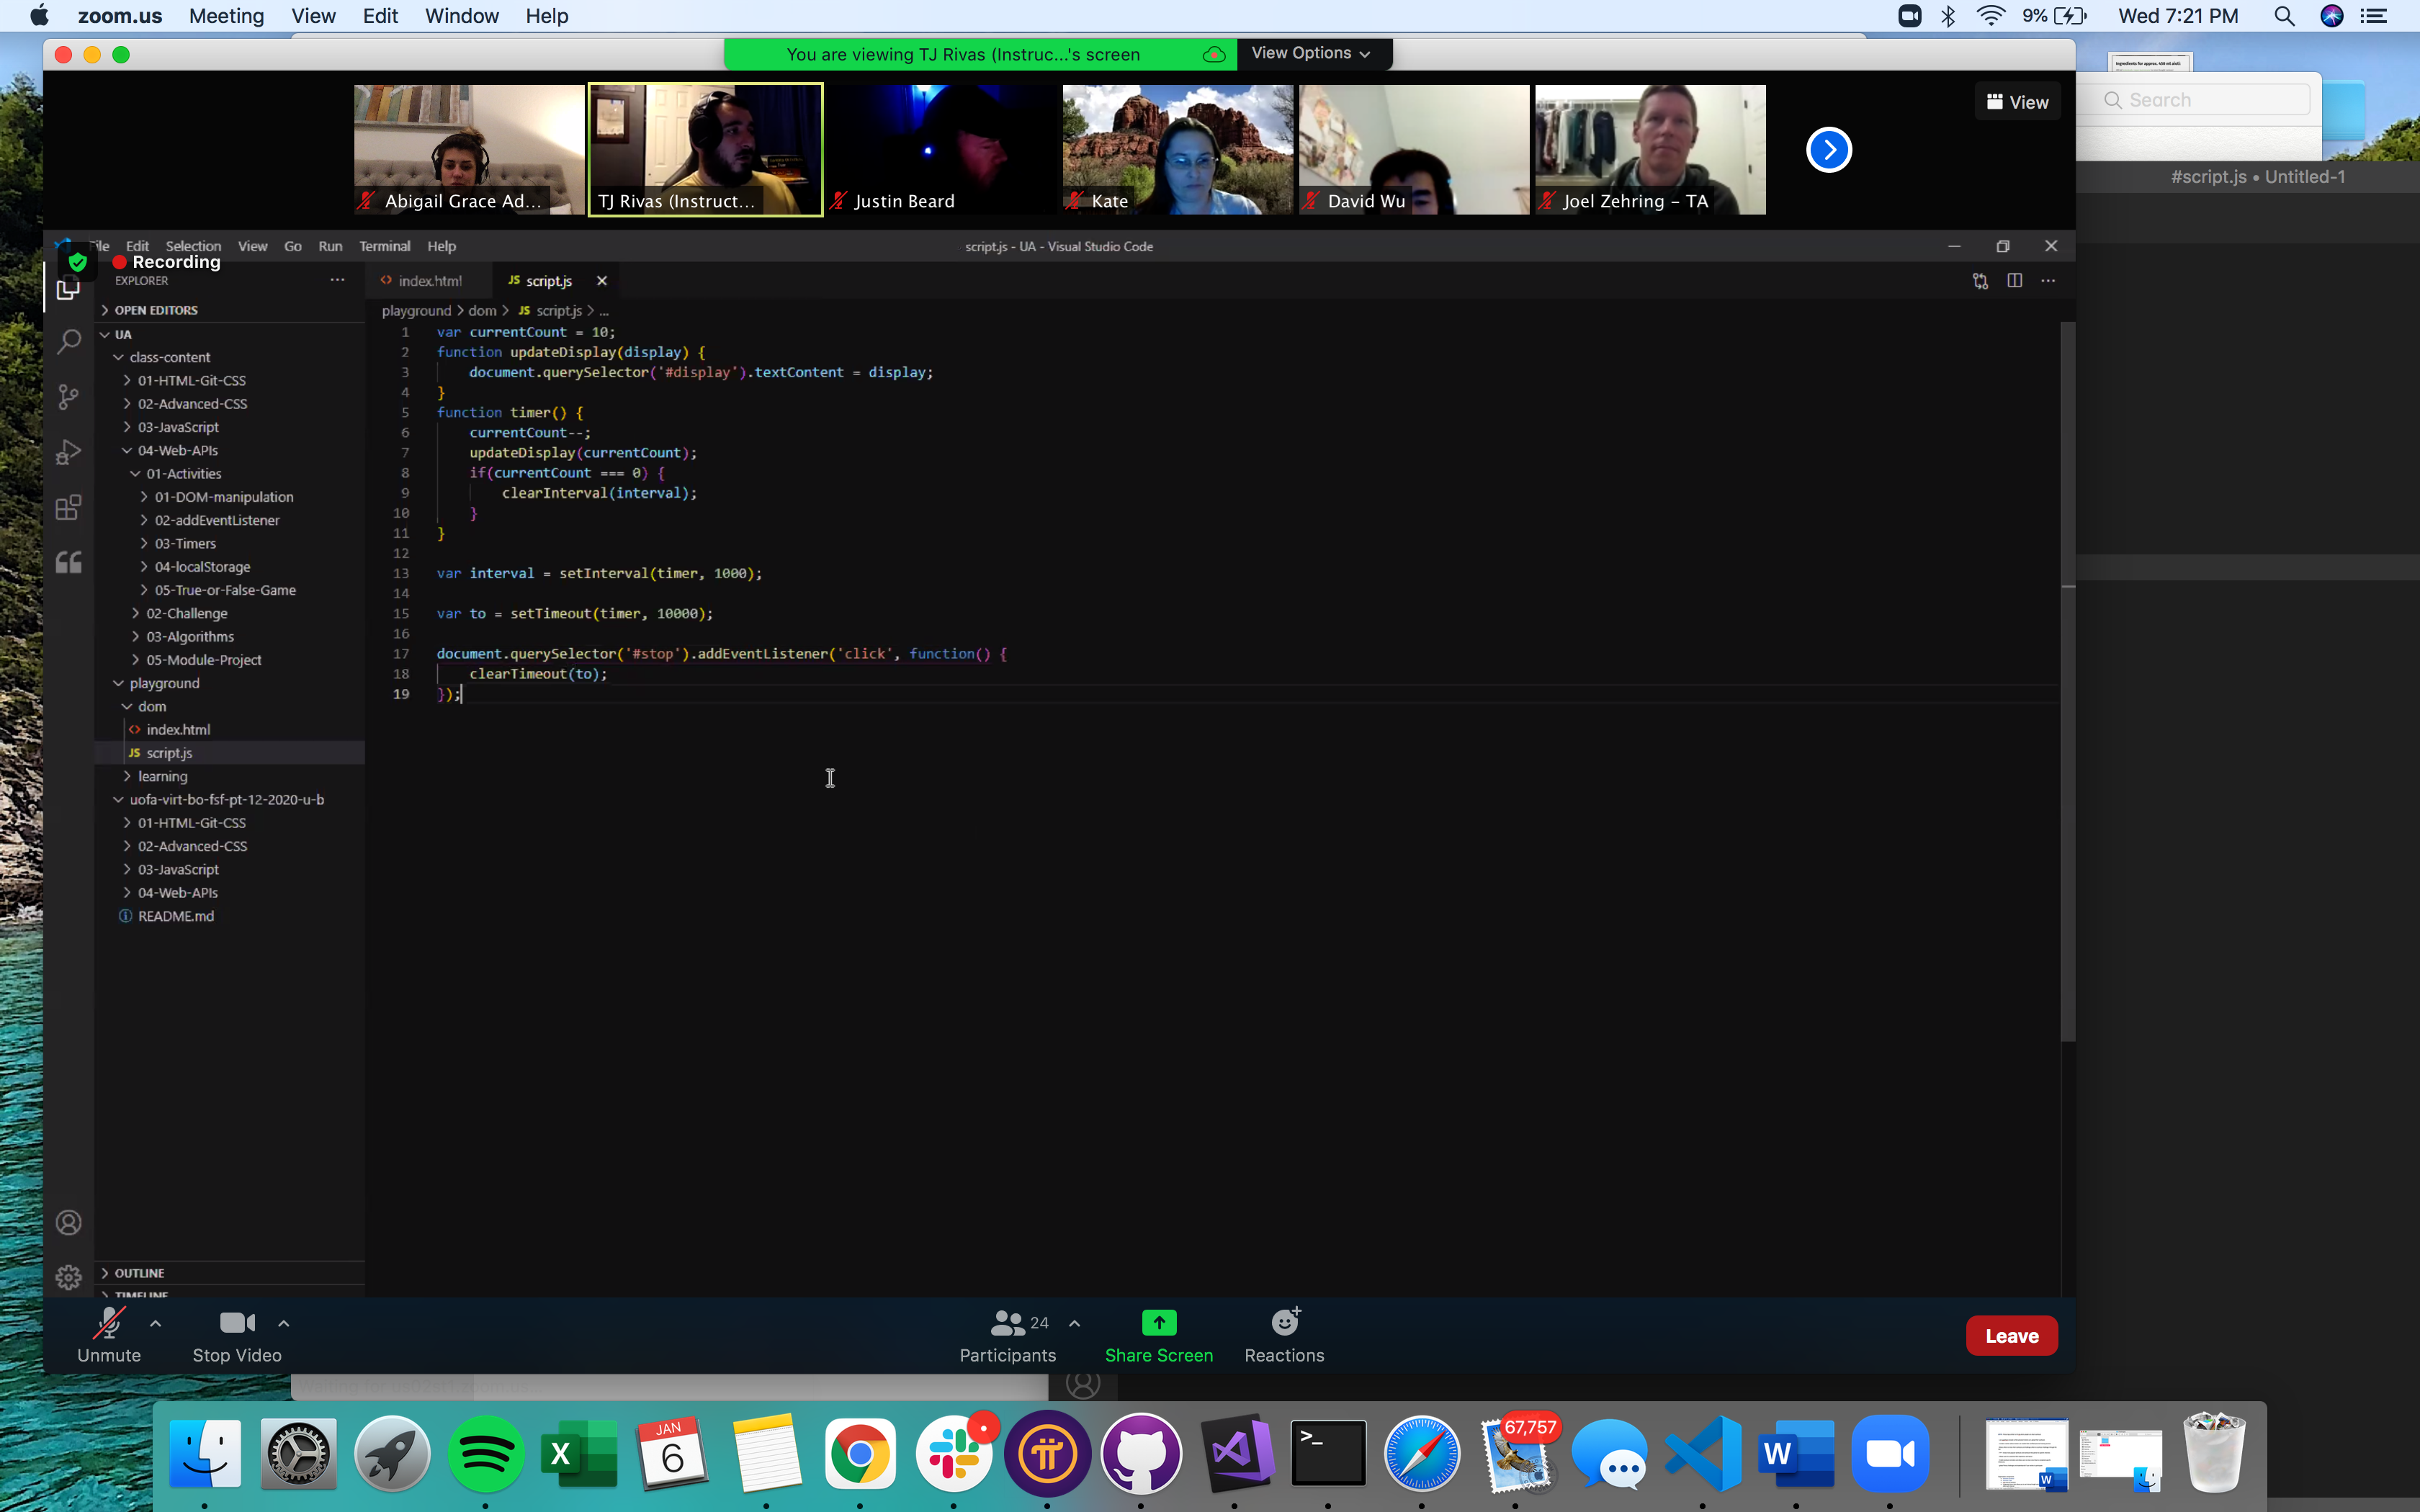 zoom.us Meeting View Edit Window Help 9% Wed 7:21 PM
You are viewing TJ Rivas (Instruc...'s screen View Options
Ingredients for approx. 450 ml aioli:
Search
View
#script.js • Untitled-1
Abigail Grace Ad... TJ Rivas (Instruct... Justin Beard Kate David Wu Joel Zehring – TA
Edit Selection View Go Run Terminal Help script.js - UA - Visual Studio Code
Recording
EXPLORER ... index.html JS script.js
OPEN EDITORS
playground > dom > JS script.js > ...
UA
class-content
01-HTML-Git-CSS
02-Advanced-CSS
03-JavaScript
04-Web-APIs
01-Activities
01-DOM-manipulation
02-addEventListener
03-Timers
04-localStorage
05-True-or-False-Game
02-Challenge
03-Algorithms
05-Module-Project
playground
dom
index.html
JS script.js
learning
uofa-virt-bo-fsf-pt-12-2020-u-b
01-HTML-Git-CSS
02-Advanced-CSS
03-JavaScript
04-Web-APIs
README.md
OUTLINE
TIMELINE
1 var currentCount = 10;
2 function updateDisplay(display) {
3 document.querySelector('#display').textContent = display;
4 }
5 function timer() {
6 currentCount--;
7 updateDisplay(currentCount);
8 if(currentCount === 0) {
9 clearInterval(interval);
10 }
11 }
12
13 var interval = setInterval(timer, 1000);
14
15 var to = setTimeout(timer, 10000);
16
17 document.querySelector('#stop').addEventListener('click', function() {
18 clearTimeout(to);
19 });
24
Unmute Stop Video Participants Share Screen Reactions Leave
JAN
6
67,757